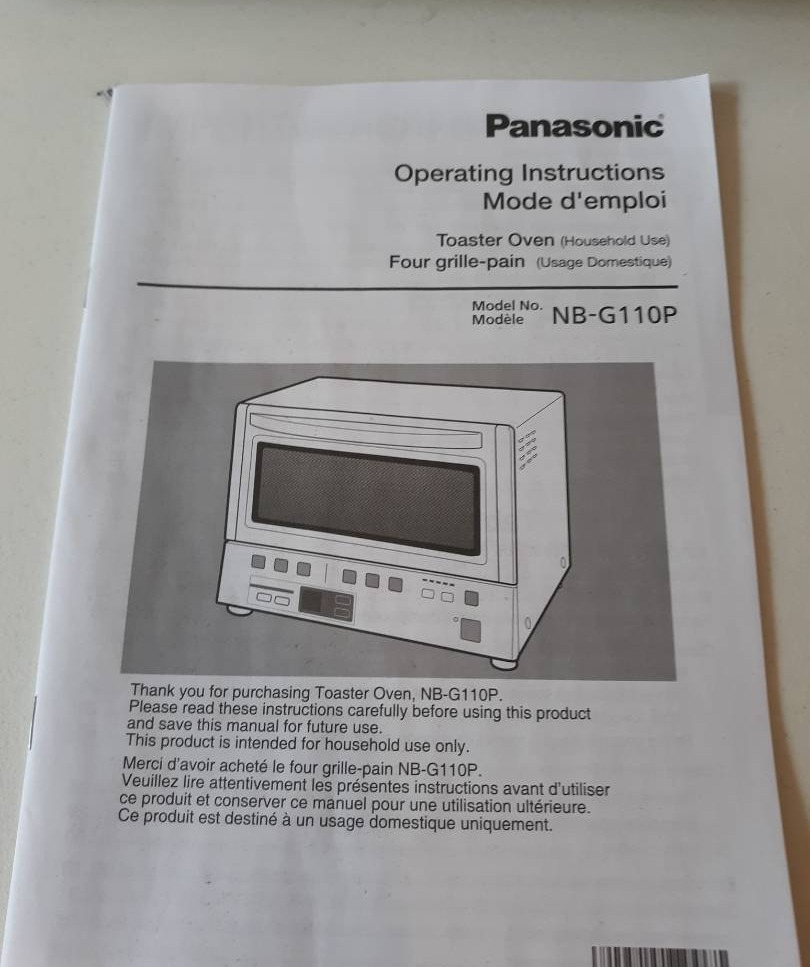 Panasonic
Operating Instructions
Mode d'emploi
Toaster Oven (Household Use)
Four grille-pain (Usage Domestique)
Model No.
Modèle
NB-G110P
Thank you for purchasing Toaster Oven, NB-G110P.
Please read these instructions carefully before using this product
and save this manual for future use.
This product is intended for household use only.
Merci d'avoir acheté le four grille-pain NB-G110P.
Veuillez lire attentivement les présentes instructions avant d'utiliser
ce produit et conserver ce manuel pour une utilisation ultérieure.
Ce produit est destiné à un usage domestique uniquement.